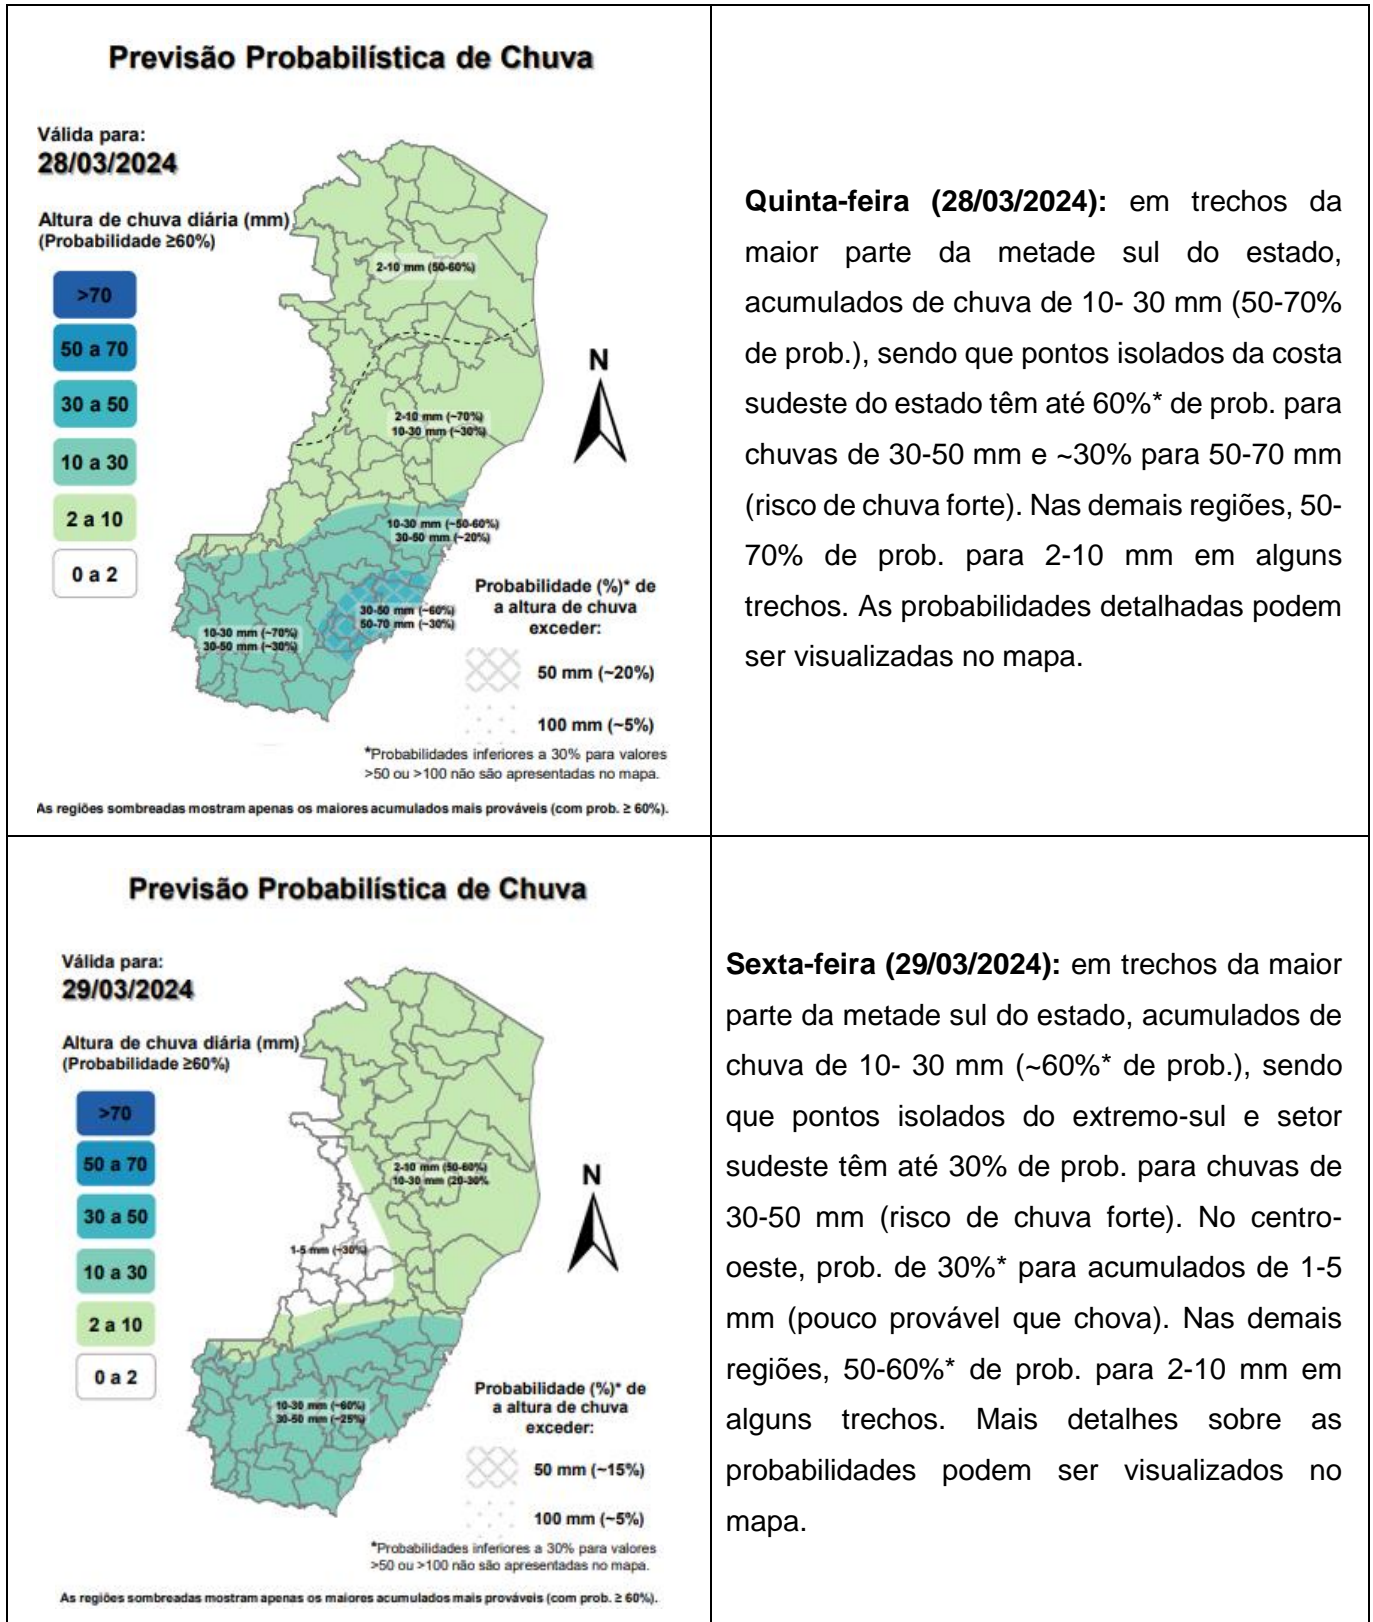 Previsão Probabilística de Chuva
Válida para:
28/03/2024
Altura de chuva diária (mm)
(Probabilidade ≥60%)
>70
50 a 70
30 a 50
10 a 30
2 a 10
0 a 2
2-10 mm (50-60%)
2-10 mm (~70%)
10-30 mm (~30%)
10-30 mm (~50-60%)
30-50 mm (~20%)
30-50 mm (~60%)
50-70 mm (~30%)
10-30 mm (~70%)
30-50 mm (~30%)
N
Probabilidade (%)* de
a altura de chuva
exceder:
50 mm (~20%)
100 mm (~5%)
*Probabilidades inferiores a 30% para valores
>50 ou >100 não são apresentadas no mapa.
As regiões sombreadas mostram apenas os maiores acumulados mais prováveis (com prob. ≥ 60%).
Quinta-feira (28/03/2024): em trechos da
maior parte da metade sul do estado,
acumulados de chuva de 10- 30 mm (50-70%
de prob.), sendo que pontos isolados da costa
sudeste do estado têm até 60%* de prob. para
chuvas de 30-50 mm e ~30% para 50-70 mm
(risco de chuva forte). Nas demais regiões, 50-
70% de prob. para 2-10 mm em alguns
trechos. As probabilidades detalhadas podem
ser visualizadas no mapa.
Previsão Probabilística de Chuva
Válida para:
29/03/2024
Altura de chuva diária (mm)
(Probabilidade ≥60%)
>70
50 a 70
30 a 50
10 a 30
2 a 10
0 a 2
2-10 mm (50-60%)
10-30 mm (20-30%
1-5 mm (~30%)
10-30 mm (~60%)
30-50 mm (~25%)
N
Probabilidade (%)* de
a altura de chuva
exceder:
50 mm (~15%)
100 mm (~5%)
*Probabilidades inferiores a 30% para valores
>50 ou >100 não são apresentadas no mapa.
As regiões sombreadas mostram apenas os maiores acumulados mais prováveis (com prob. ≥ 60%).
Sexta-feira (29/03/2024): em trechos da maior
parte da metade sul do estado, acumulados de
chuva de 10- 30 mm (~60%* de prob.), sendo
que pontos isolados do extremo-sul e setor
sudeste têm até 30% de prob. para chuvas de
30-50 mm (risco de chuva forte). No centro-
oeste, prob. de 30%* para acumulados de 1-5
mm (pouco provável que chova). Nas demais
regiões, 50-60%* de prob. para 2-10 mm em
alguns trechos. Mais detalhes sobre as
probabilidades podem ser visualizados no
mapa.